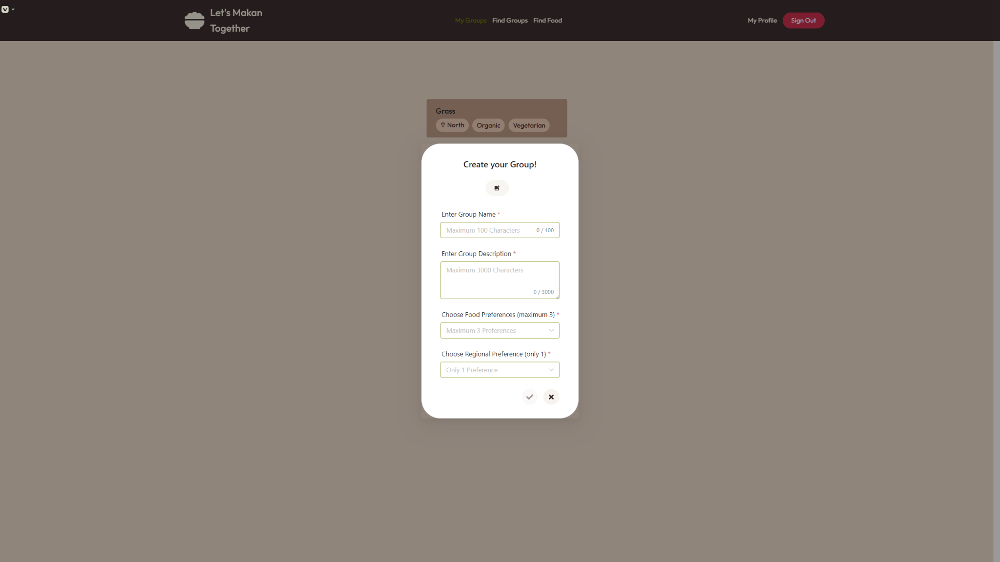 Let's Makan
Together
My Groups Find Groups Find Food
My Profile Sign Out
Grass
North Organic Vegetarian
Create your Group!
Enter Group Name *
Maximum 100 Characters 0 / 100
Enter Group Description *
Maximum 3000 Characters
0 / 3000
Choose Food Preferences (maximum 3) *
Maximum 3 Preferences
Choose Regional Preference (only 1) *
Only 1 Preference